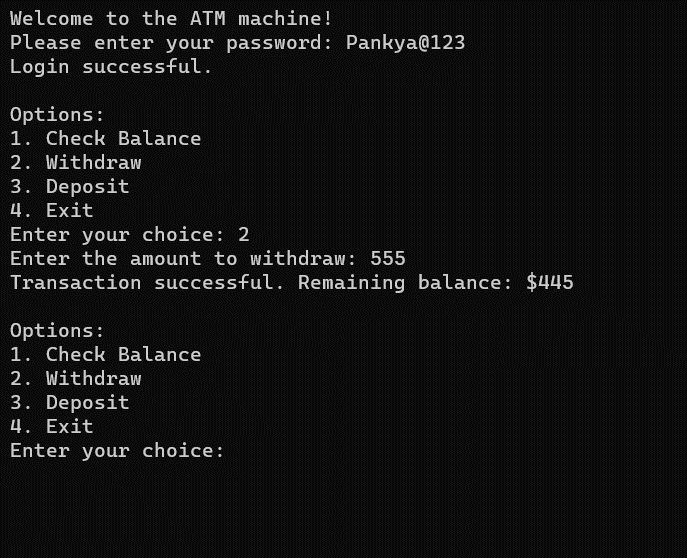 Welcome to the ATM machine!
Please enter your password: Pankya@123
Login successful.
Options:
1. Check Balance
2. Withdraw
3. Deposit
4. Exit
Enter your choice: 2
Enter the amount to withdraw: 555
Transaction successful. Remaining balance: $445
Options:
1. Check Balance
2. Withdraw
3. Deposit
4. Exit
Enter your choice: